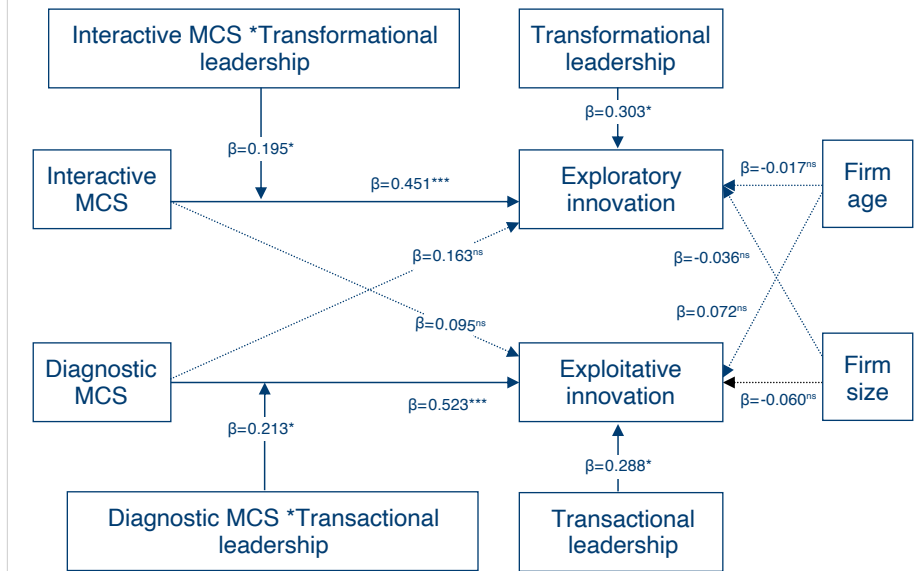 Interactive MCS *Transformational
leadership
Transformational
leadership
β=0.303*
β=0.195*
Interactive
MCS
β=0.451***
Exploratory
innovation
β=-0.017ns
Firm
age
β=0.163ns
β=-0.036ns
β=0.095ns
β=0.072ns
Diagnostic
MCS
β=0.523***
Exploitative
innovation
β=-0.060ns
Firm
size
β=0.213*
β=0.288*
Diagnostic MCS *Transactional
leadership
Transactional
leadership